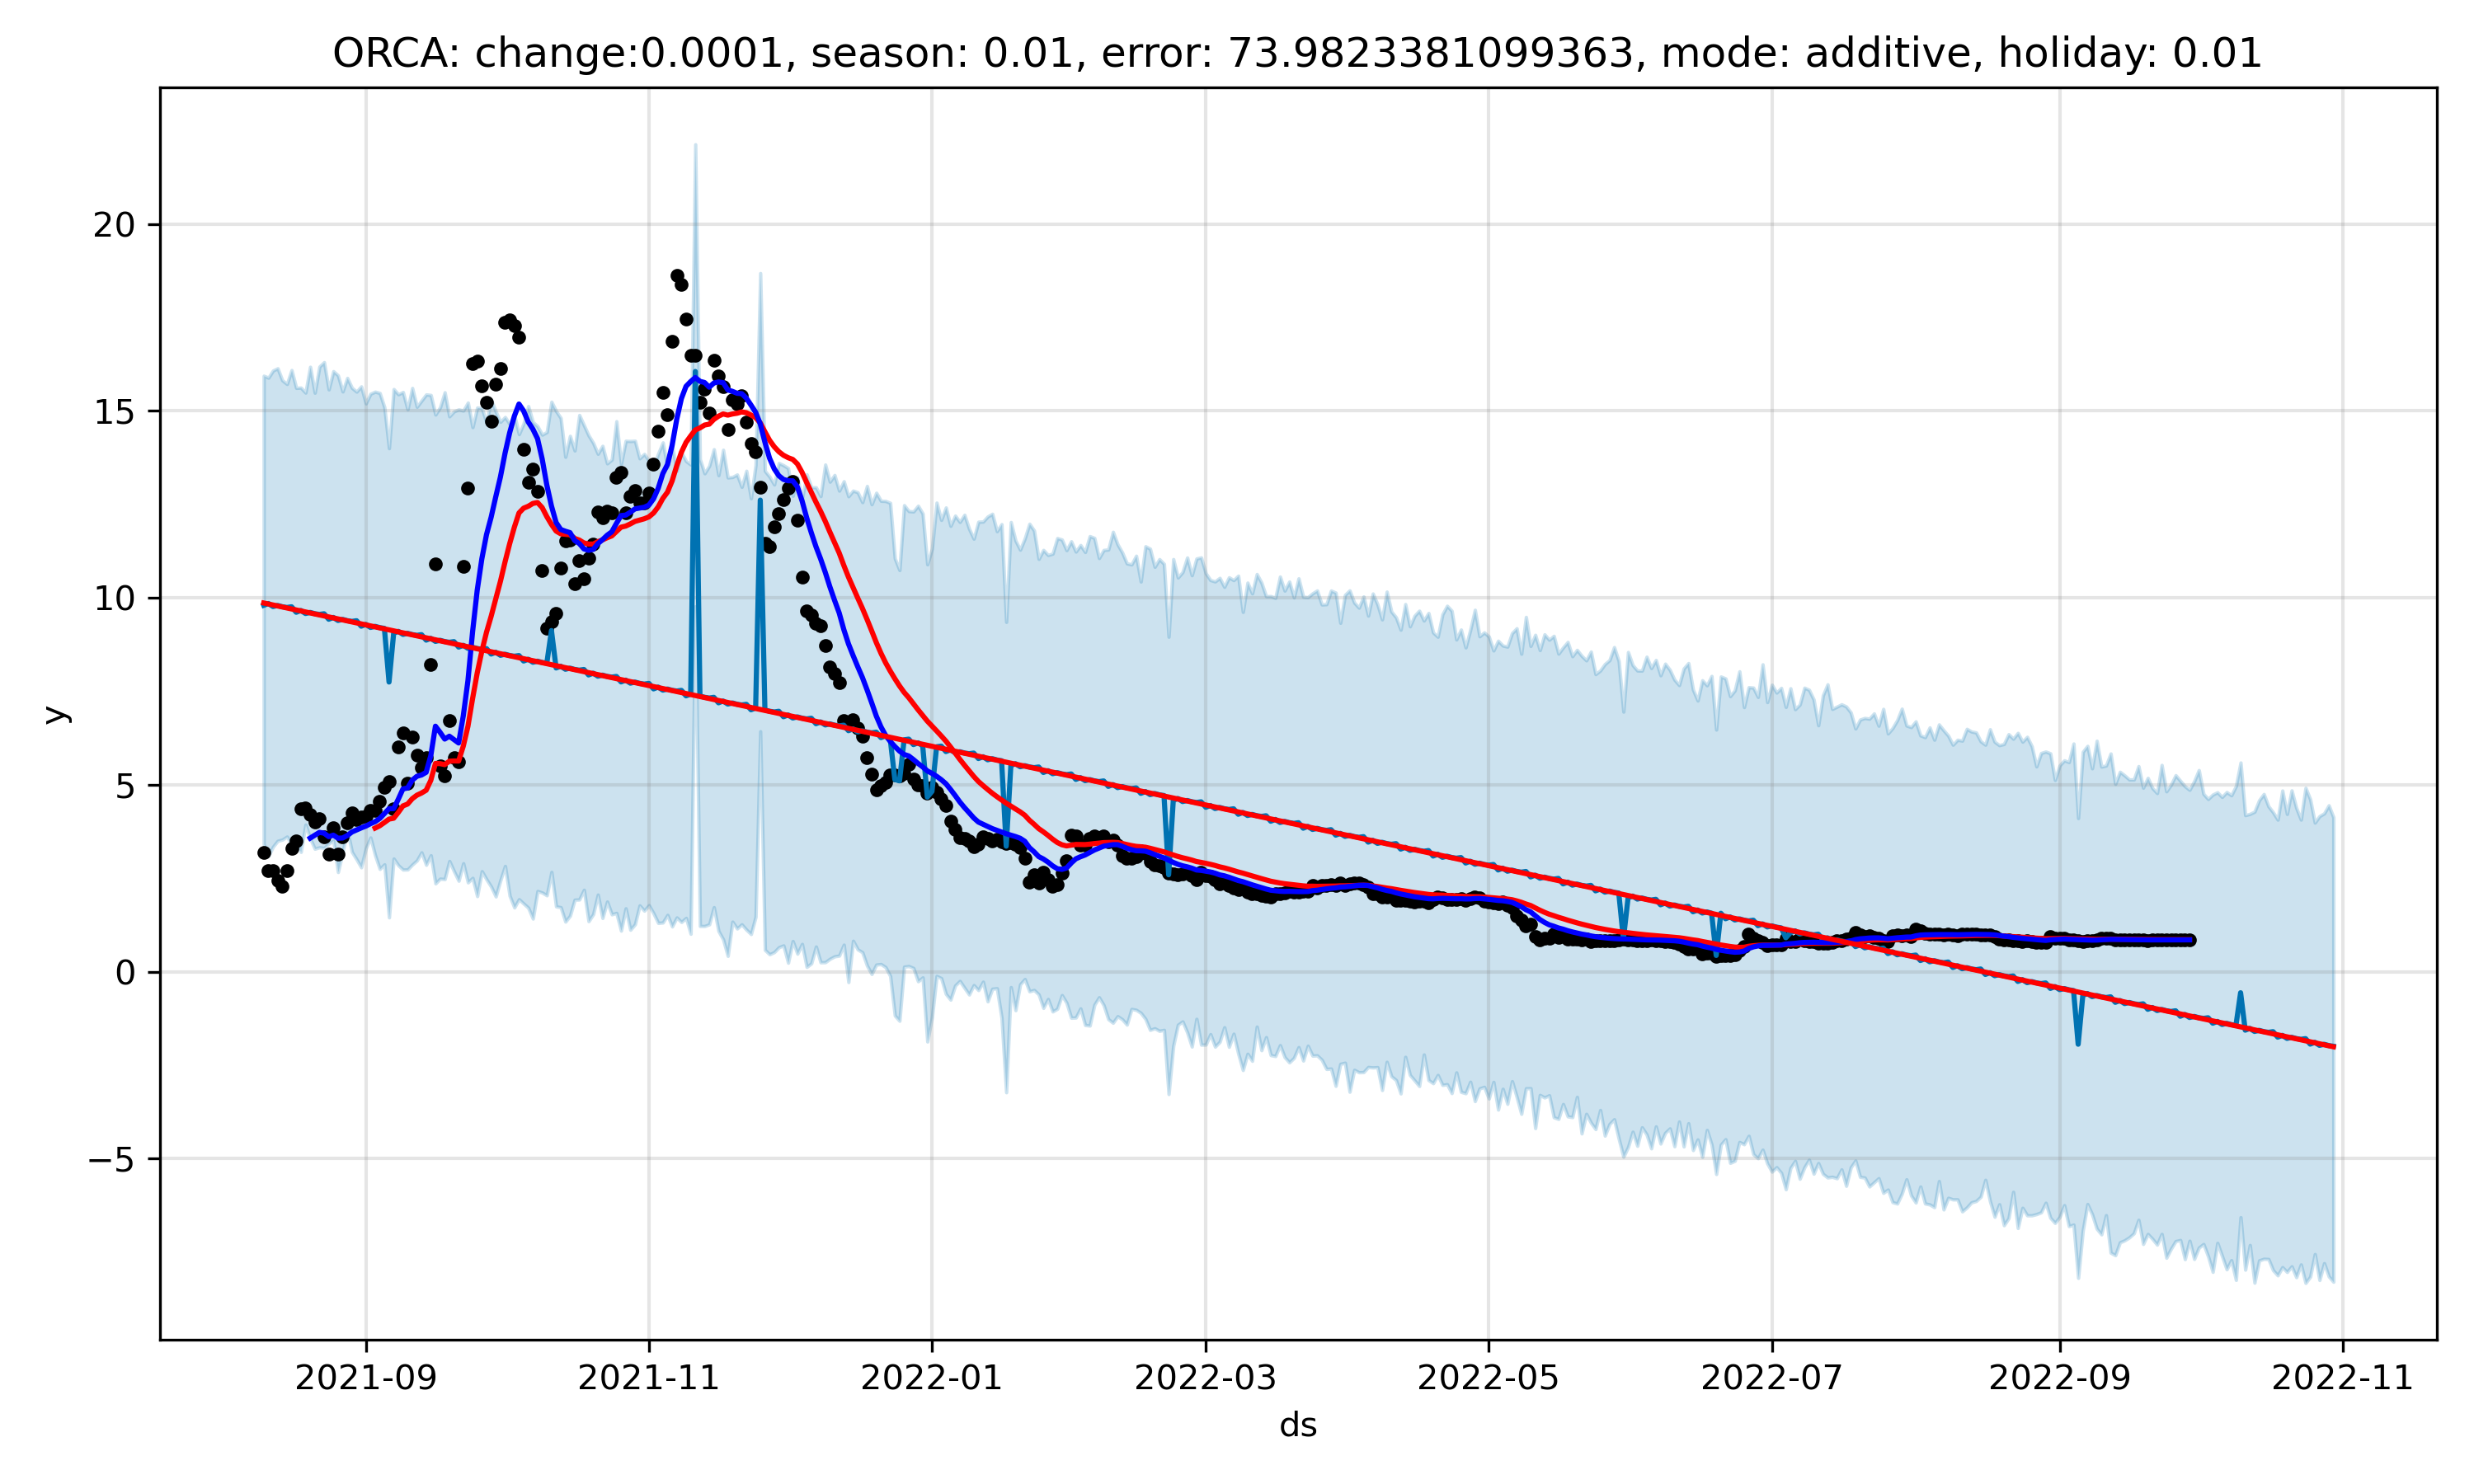 ORCA: change:0.0001, season: 0.01, error: 73.9823381099363, mode: additive, holiday: 0.01
y
20
15
10
5
0
−5
2021-09 2021-11 2022-01 2022-03 2022-05 2022-07 2022-09 2022-11
ds